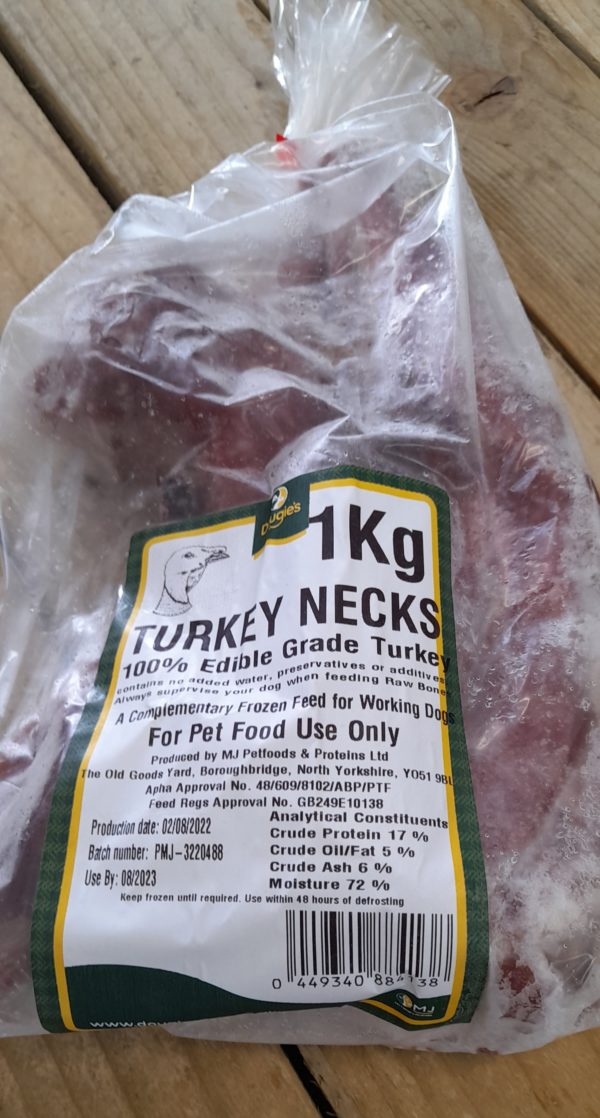 Dougie's
1Kg
TURKEY NECKS
100% Edible Grade Turkey
contains no added water, preservatives or additives
Always supervise your dog when feeding Raw Bones
A Complementary Frozen Feed for Working Dogs
For Pet Food Use Only
Produced by MJ Petfoods & Proteins Ltd
The Old Goods Yard, Boroughbridge, North Yorkshire, YO51 9BL
Apha Approval No. 48/609/8102/ABP/PTF
Feed Regs Approval No. GB249E10138
Production date: 02/08/2022
Batch number: PMJ-3220488
Use By: 08/2023
Analytical Constituents
Crude Protein 17 %
Crude Oil/Fat 5 %
Crude Ash 6 %
Moisture 72 %
Keep frozen until required. Use within 48 hours of defrosting
0 449340 38
MJ